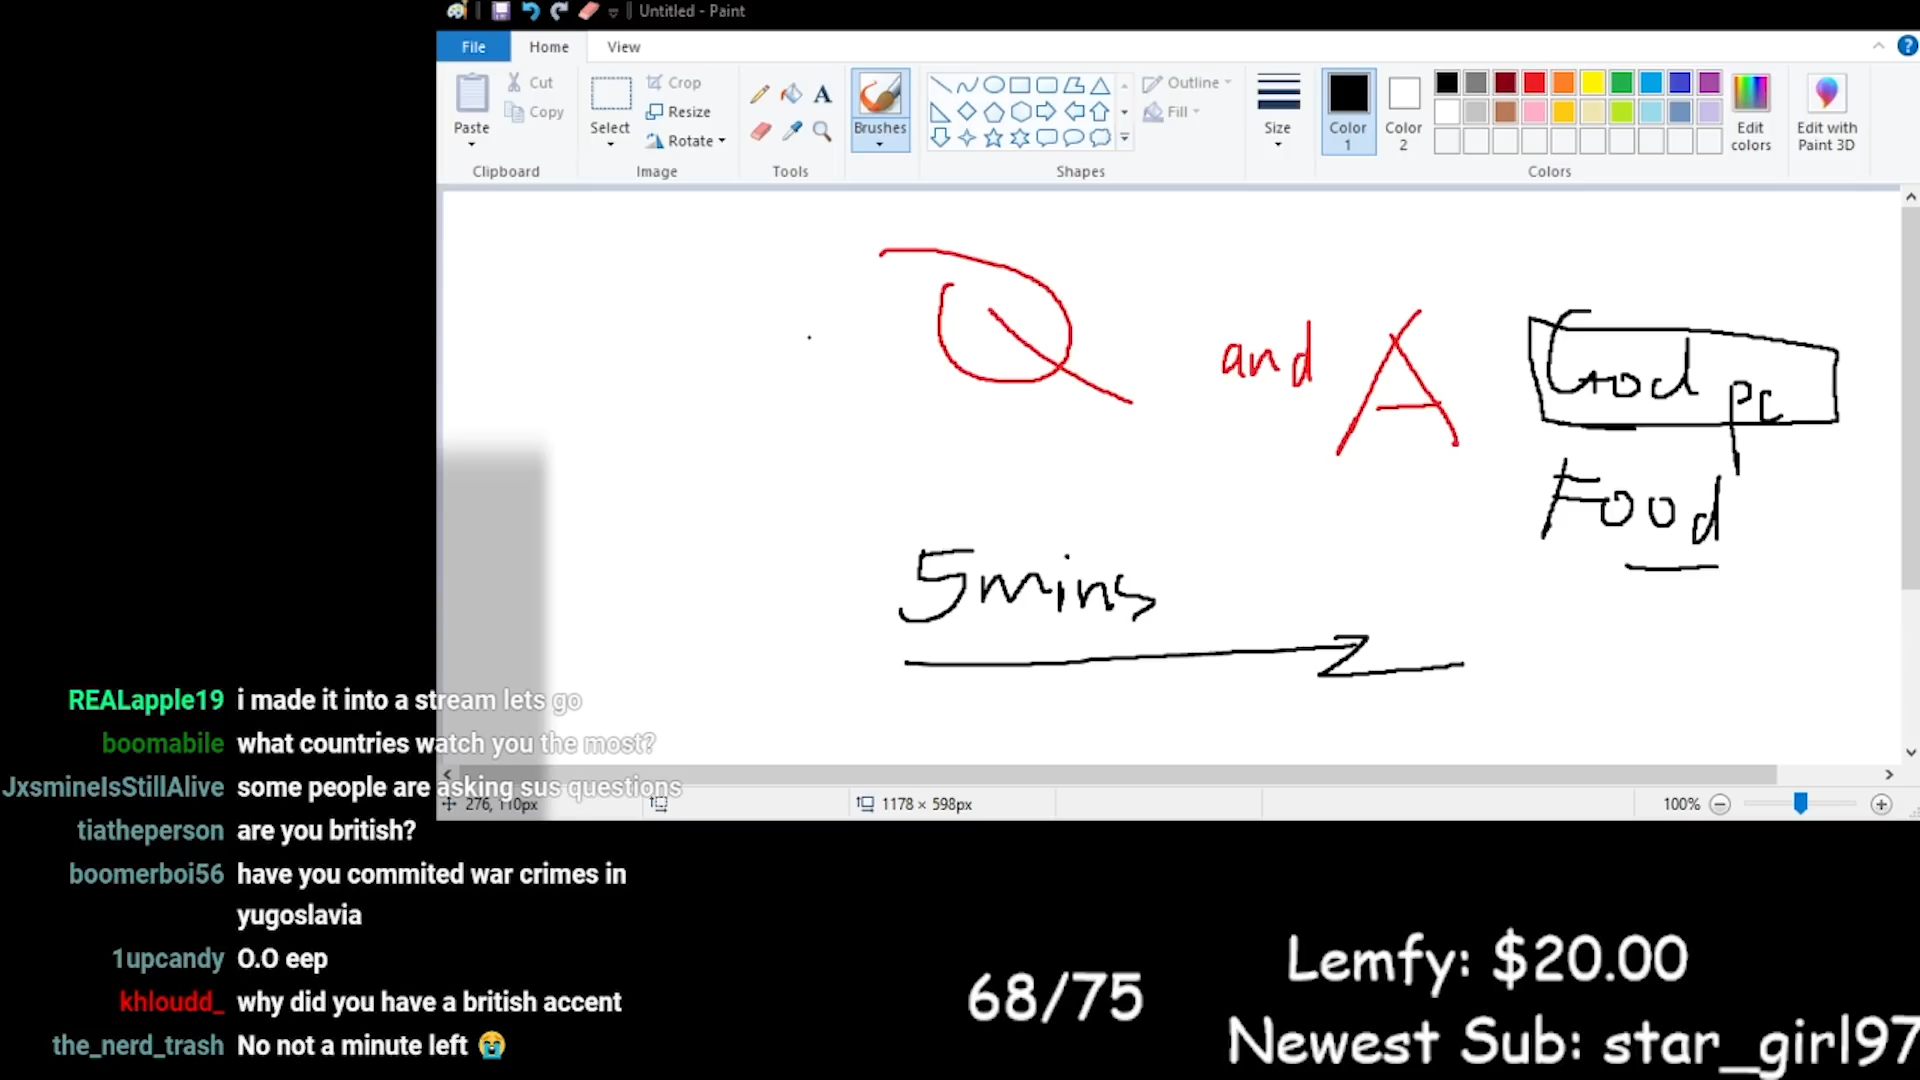 Untitled - Paint
File Home View
Paste
Cut
Copy
Clipboard
Select
Crop
Resize
Rotate
Image
A
Tools
Brushes
Shapes
Outline
Fill
Size
Color 1
Color 2
Edit colors
Colors
Edit with Paint 3D
Q and A
God pc
Food
5mins
276, 110px
1178 × 598px
100%
REALapple19 i made it into a stream lets go
boomabile what countries watch you the most?
JxsmineIsStillAlive some people are asking sus questions
tiatheperson are you british?
boomerboi56 have you commited war crimes in
yugoslavia
1upcandy O.O eep
khloudd_ why did you have a british accent
the_nerd_trash No not a minute left 😭
68/75
Lemfy: $20.00
Newest Sub: star_girl97